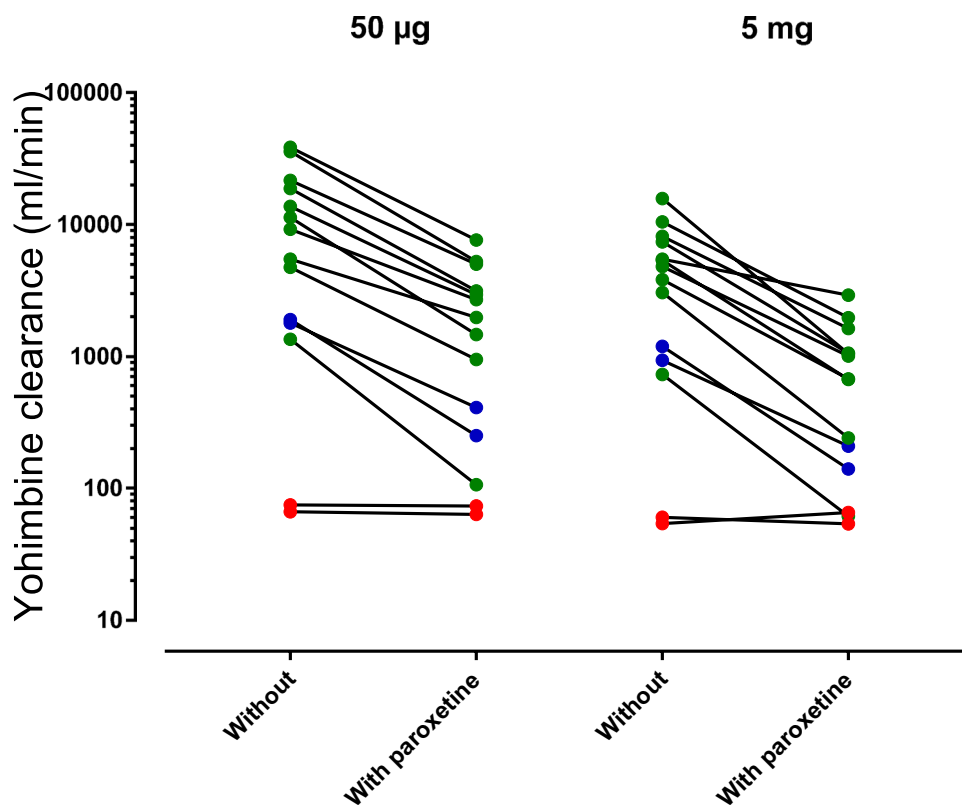 50 µg
5 mg
Yohimbine clearance (ml/min)
100000
10000
1000
100
10
Without
With paroxetine
Without
With paroxetine